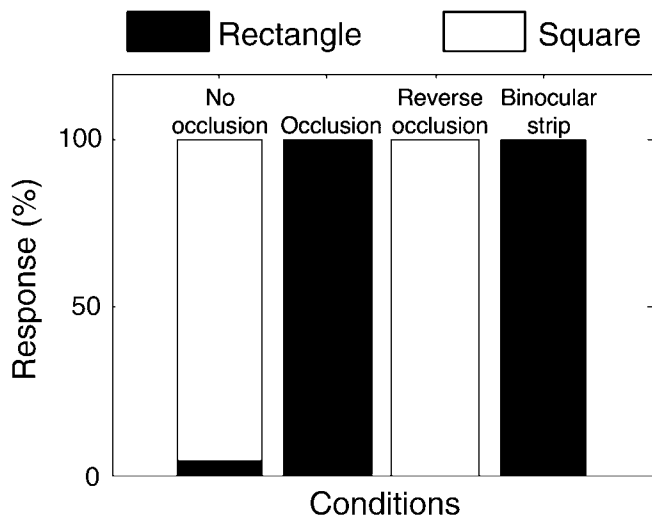 Rectangle Square
No occlusion
Occlusion
Reverse occlusion
Binocular strip
100
50
0
Response (%)
Conditions